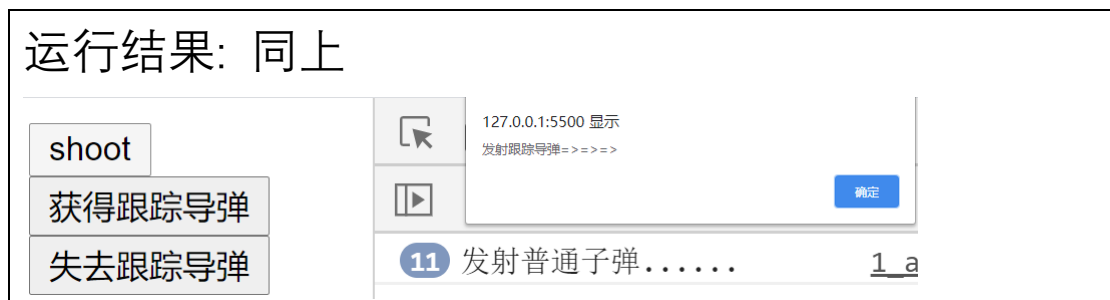 运行结果: 同上
shoot
获得跟踪导弹
失去跟踪导弹
127.0.0.1:5500 显示
发射跟踪导弹=>=>=>
确定
11 发射普通子弹...... 1_a